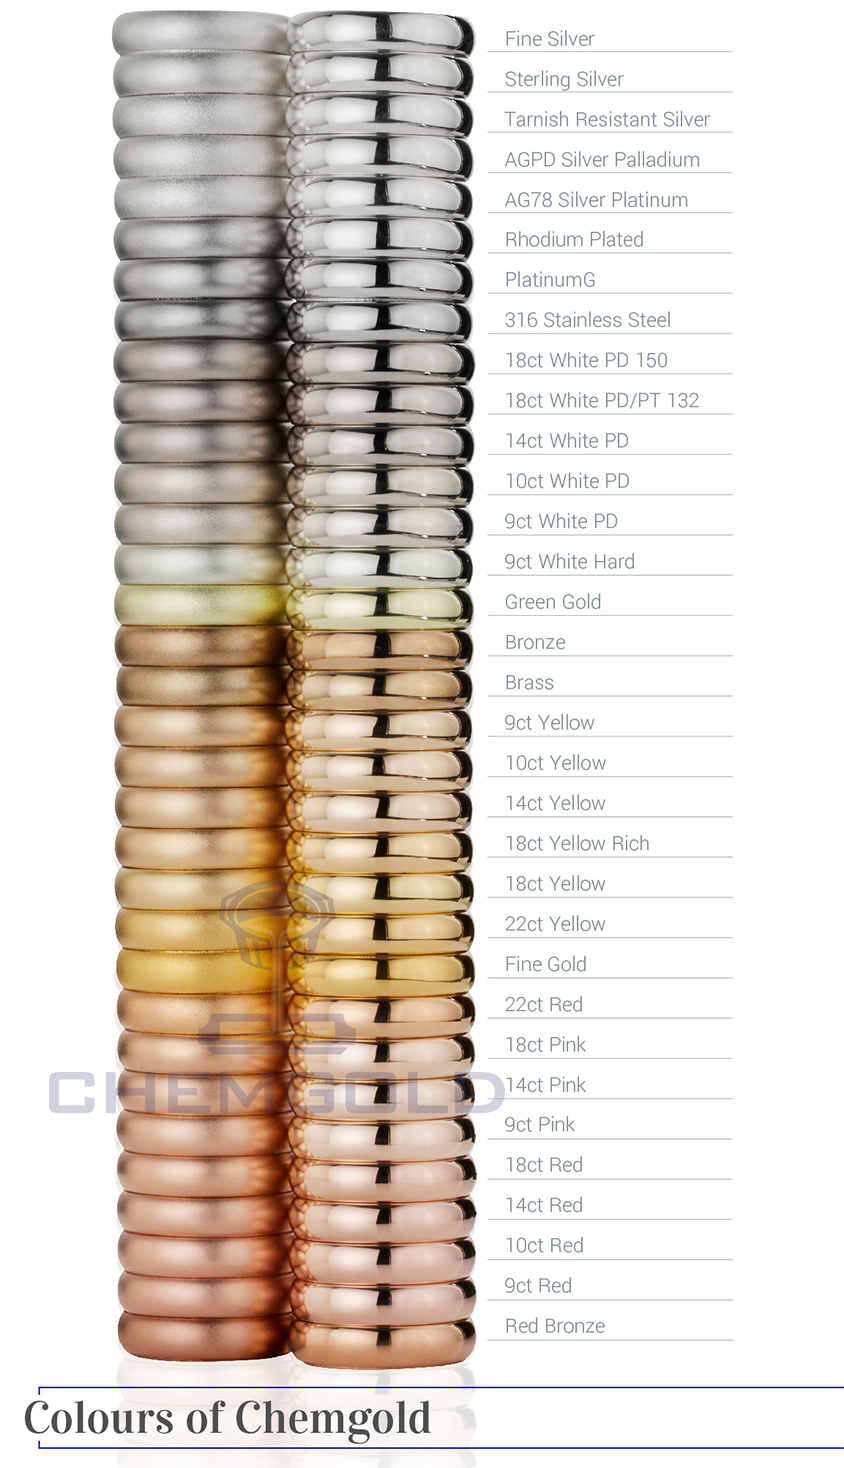 Fine Silver
Sterling Silver
Tarnish Resistant Silver
AGPD Silver Palladium
AG78 Silver Platinum
Rhodium Plated
PlatinumG
316 Stainless Steel
18ct White PD 150
18ct White PD/PT 132
14ct White PD
10ct White PD
9ct White PD
9ct White Hard
Green Gold
Bronze
Brass
9ct Yellow
10ct Yellow
14ct Yellow
18ct Yellow Rich
18ct Yellow
22ct Yellow
Fine Gold
22ct Red
18ct Pink
14ct Pink
CHEMGOLD
9ct Pink
18ct Red
14ct Red
10ct Red
9ct Red
Red Bronze
Colours of Chemgold